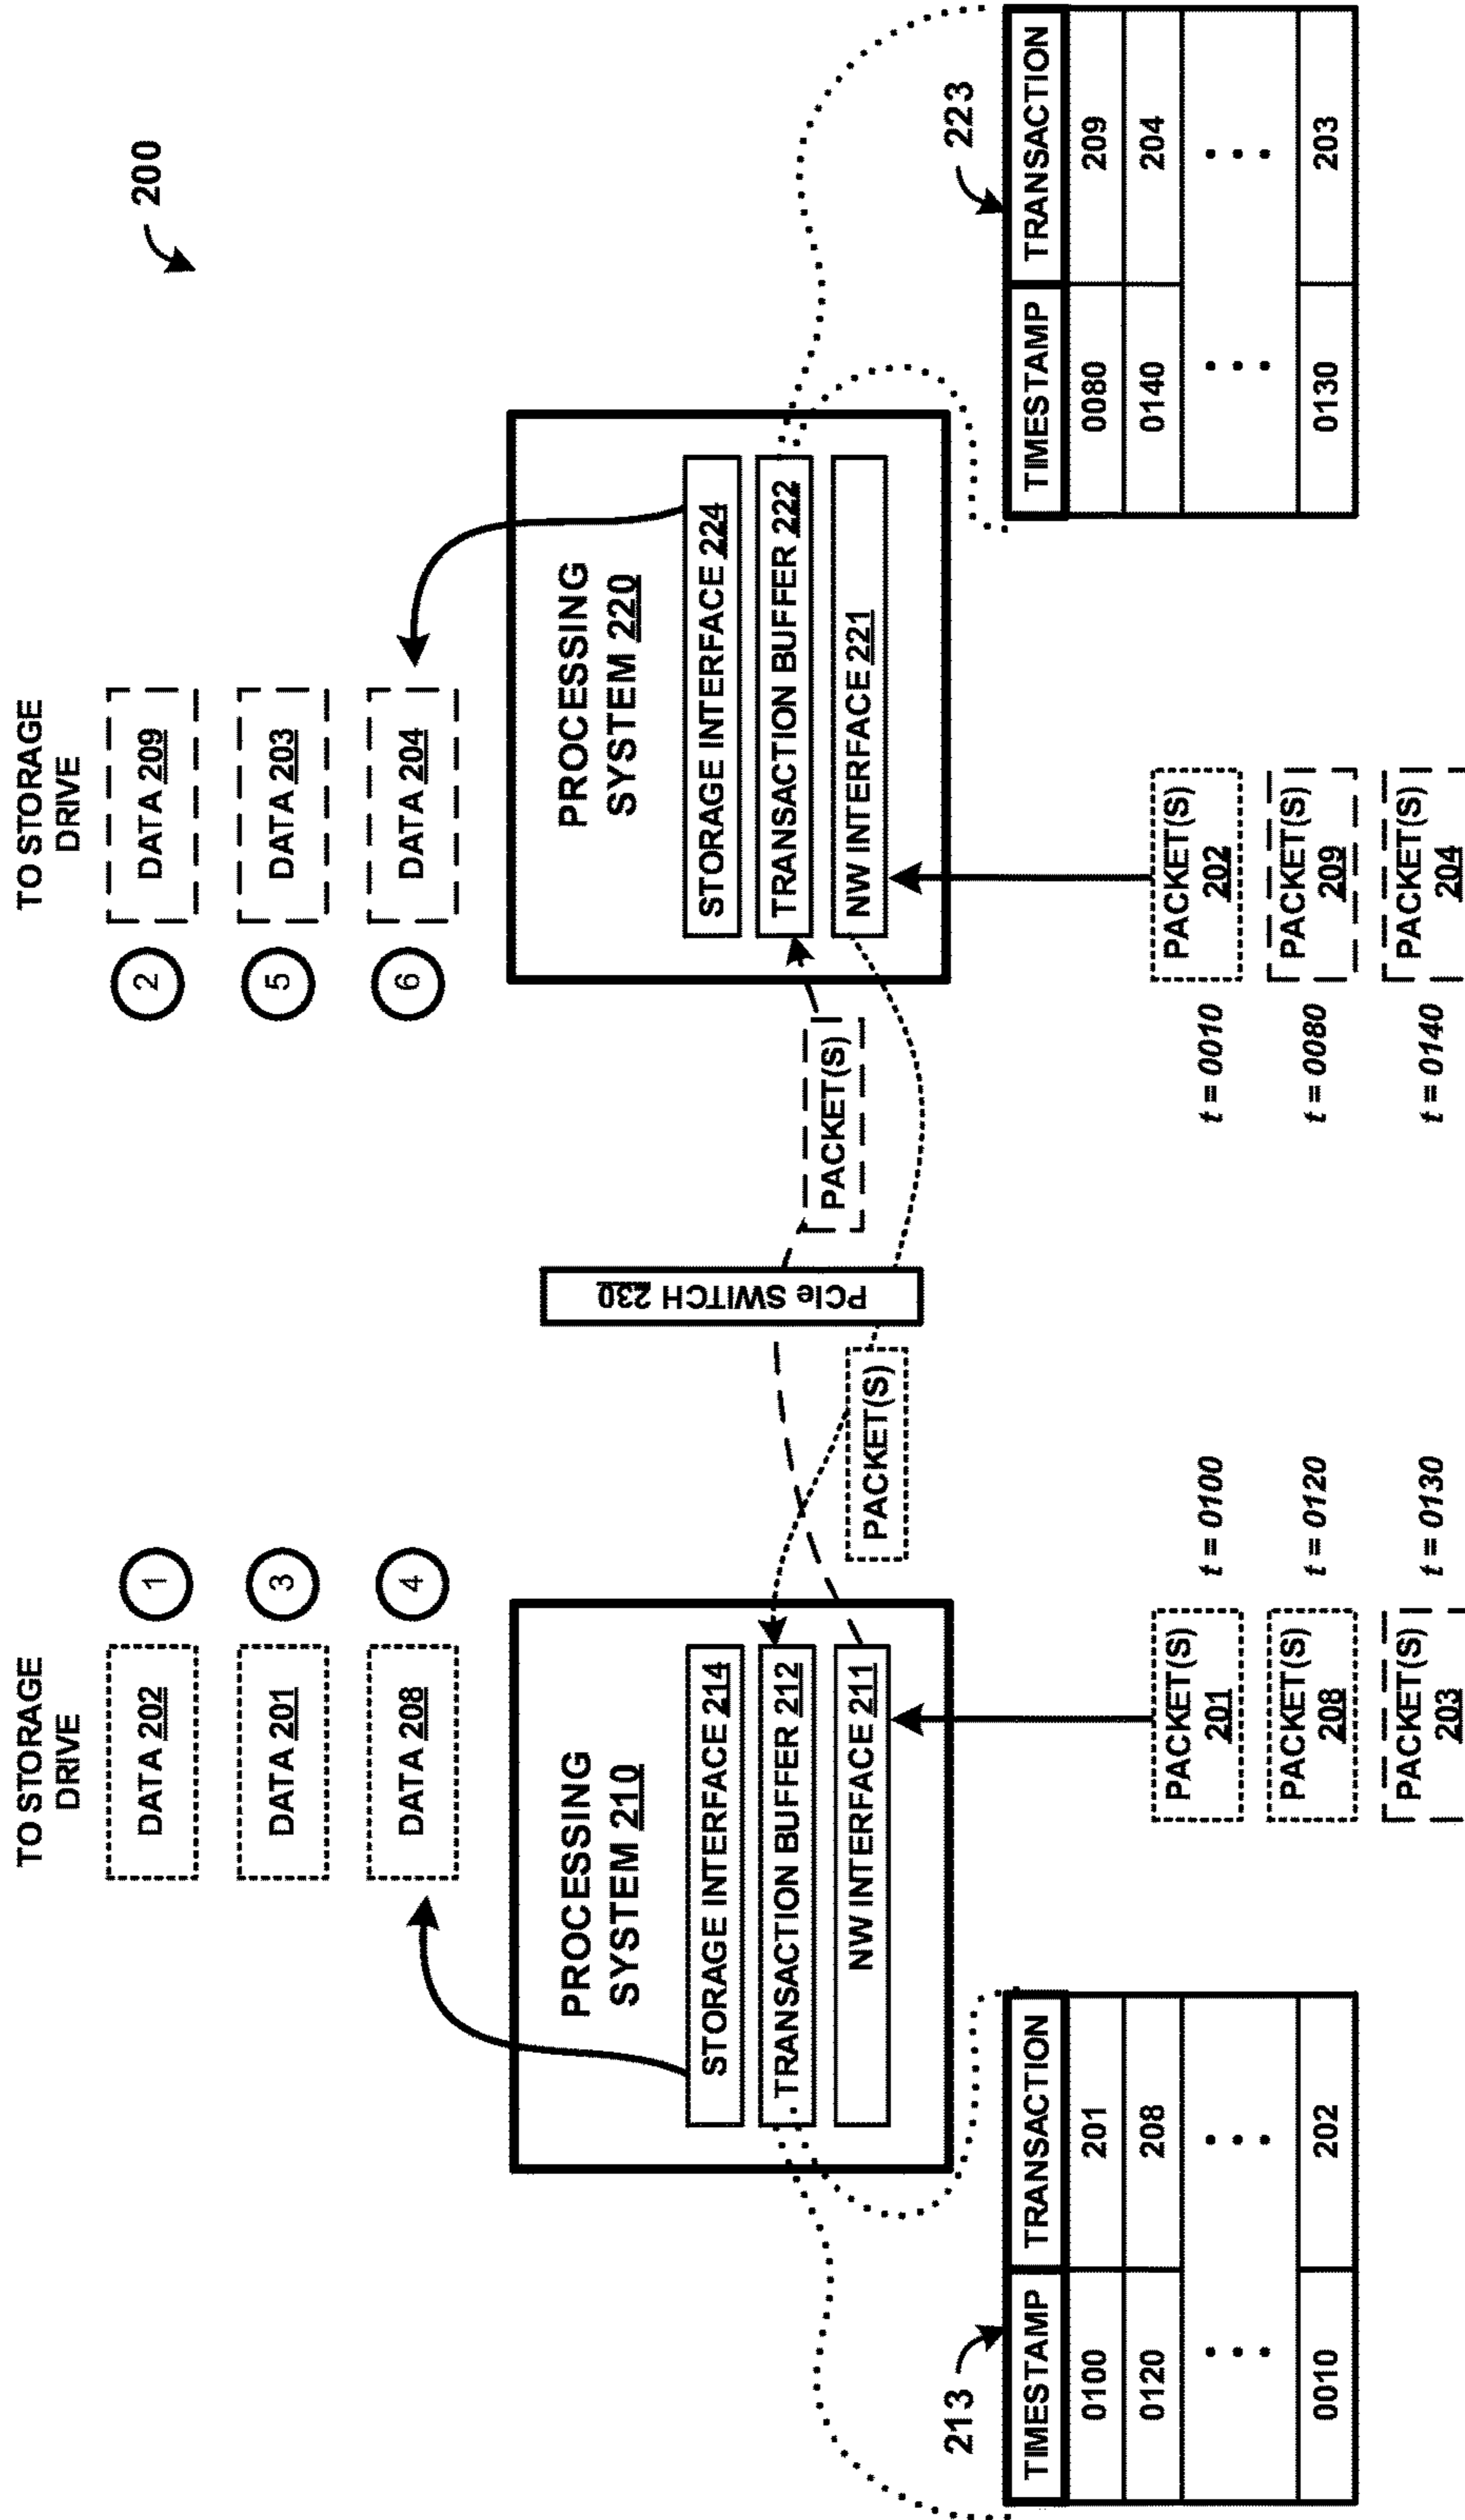 200
TO STORAGE
DRIVE
DATA 202
1
DATA 201
3
DATA 208
4
TO STORAGE
DRIVE
2
DATA 209
5
DATA 203
6
DATA 204
PROCESSING
SYSTEM 210
STORAGE INTERFACE 214
TRANSACTION BUFFER 212
NW INTERFACE 211
PCIe SWITCH 230
PACKET(S)
PACKET(S)
PROCESSING
SYSTEM 220
STORAGE INTERFACE 224
TRANSACTION BUFFER 222
NW INTERFACE 221
213
TIMESTAMP TRANSACTION
0100 201
0120 208
0010 202
PACKET(S)
201
t = 0100
PACKET(S)
208
t = 0120
PACKET(S)
203
t = 0130
t = 0010
PACKET(S)
202
t = 0080
PACKET(S)
209
t = 0140
PACKET(S)
204
223
TIMESTAMP TRANSACTION
0080 209
0140 204
0130 203